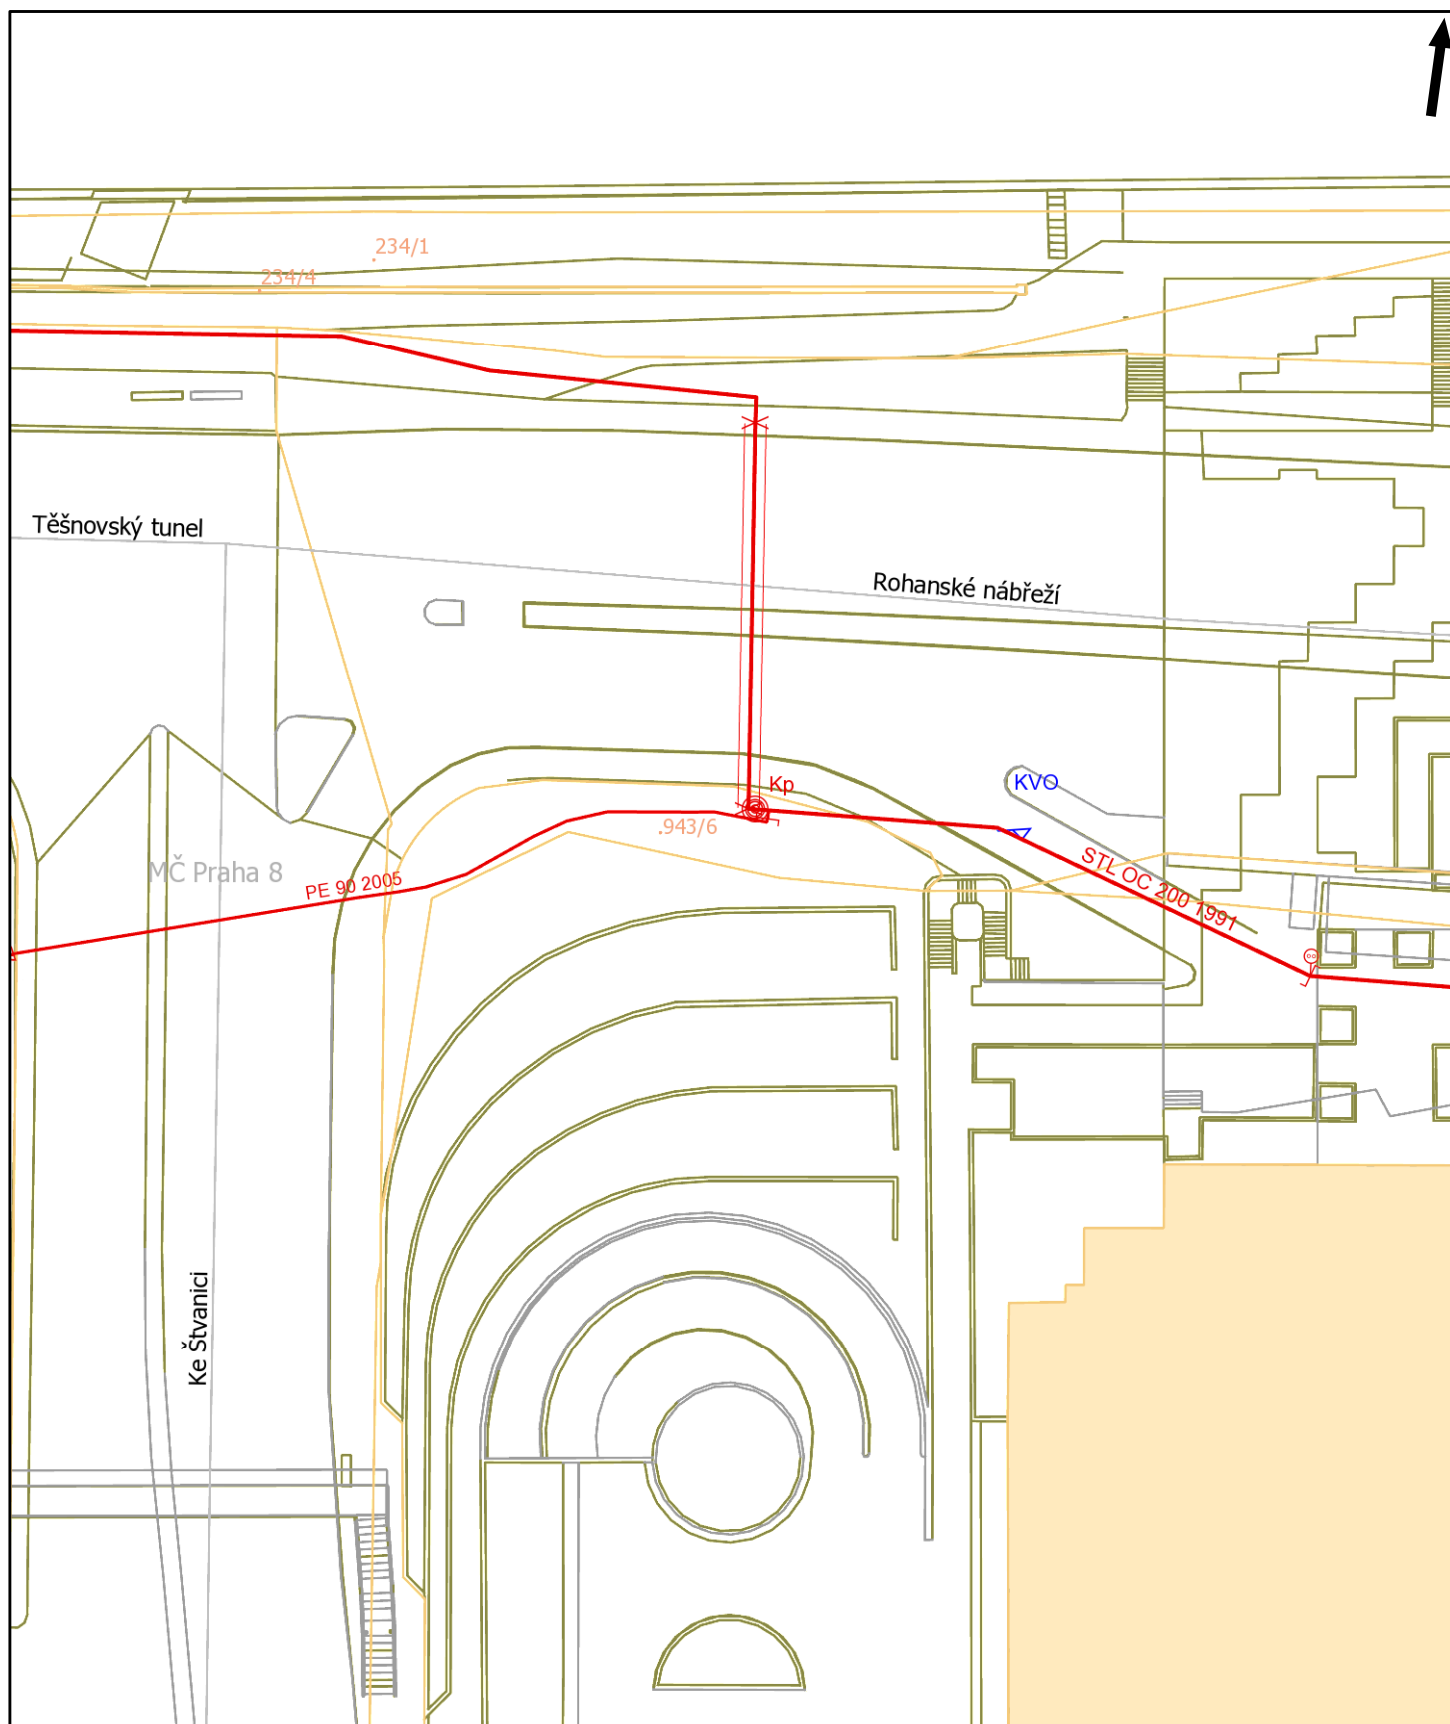 234/1
234/4
Těšnovský tunel
Rohanské nábřeží
Kp
KVO
.943/6
STL OC 200 1991
MČ Praha 8
PE 90 2005
Ke Štvanici